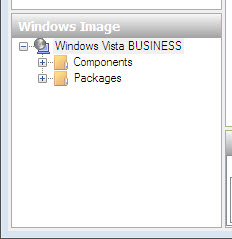 Windows Image
Windows Vista BUSINESS
Components
Packages